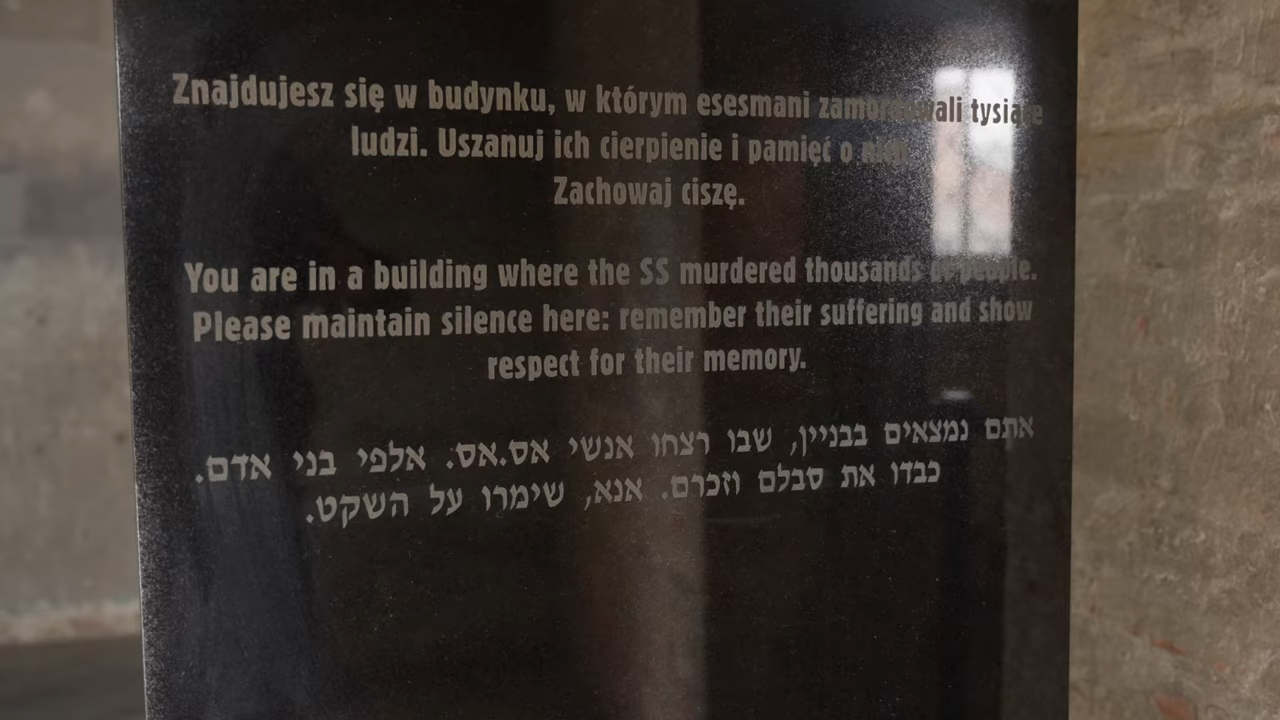 Znajdujesz się w budynku, w którym esesmani zamordowali tysiące
ludzi. Uszanuj ich cierpienie i pamięć o nich
Zachowaj ciszę.
You are in a building where the SS murdered thousands of people.
Please maintain silence here: remember their suffering and show
respect for their memory.
אתם נמצאים בבניין, שבו רצחו אנשי אס.אס. אלפי בני אדם.
כבדו את סבלם וזכרם. אנא, שימרו על השקט.